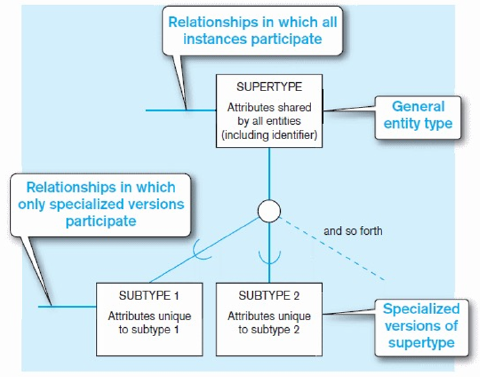 Relationships in which all
instances participate
SUPERTYPE
Attributes shared
by all entities
(including identifier)
General
entity type
Relationships in which
only specialized versions
participate
and so forth
SUBTYPE 1
Attributes unique
to subtype 1
SUBTYPE 2
Attributes unique
to subtype 2
Specialized
versions of
supertype